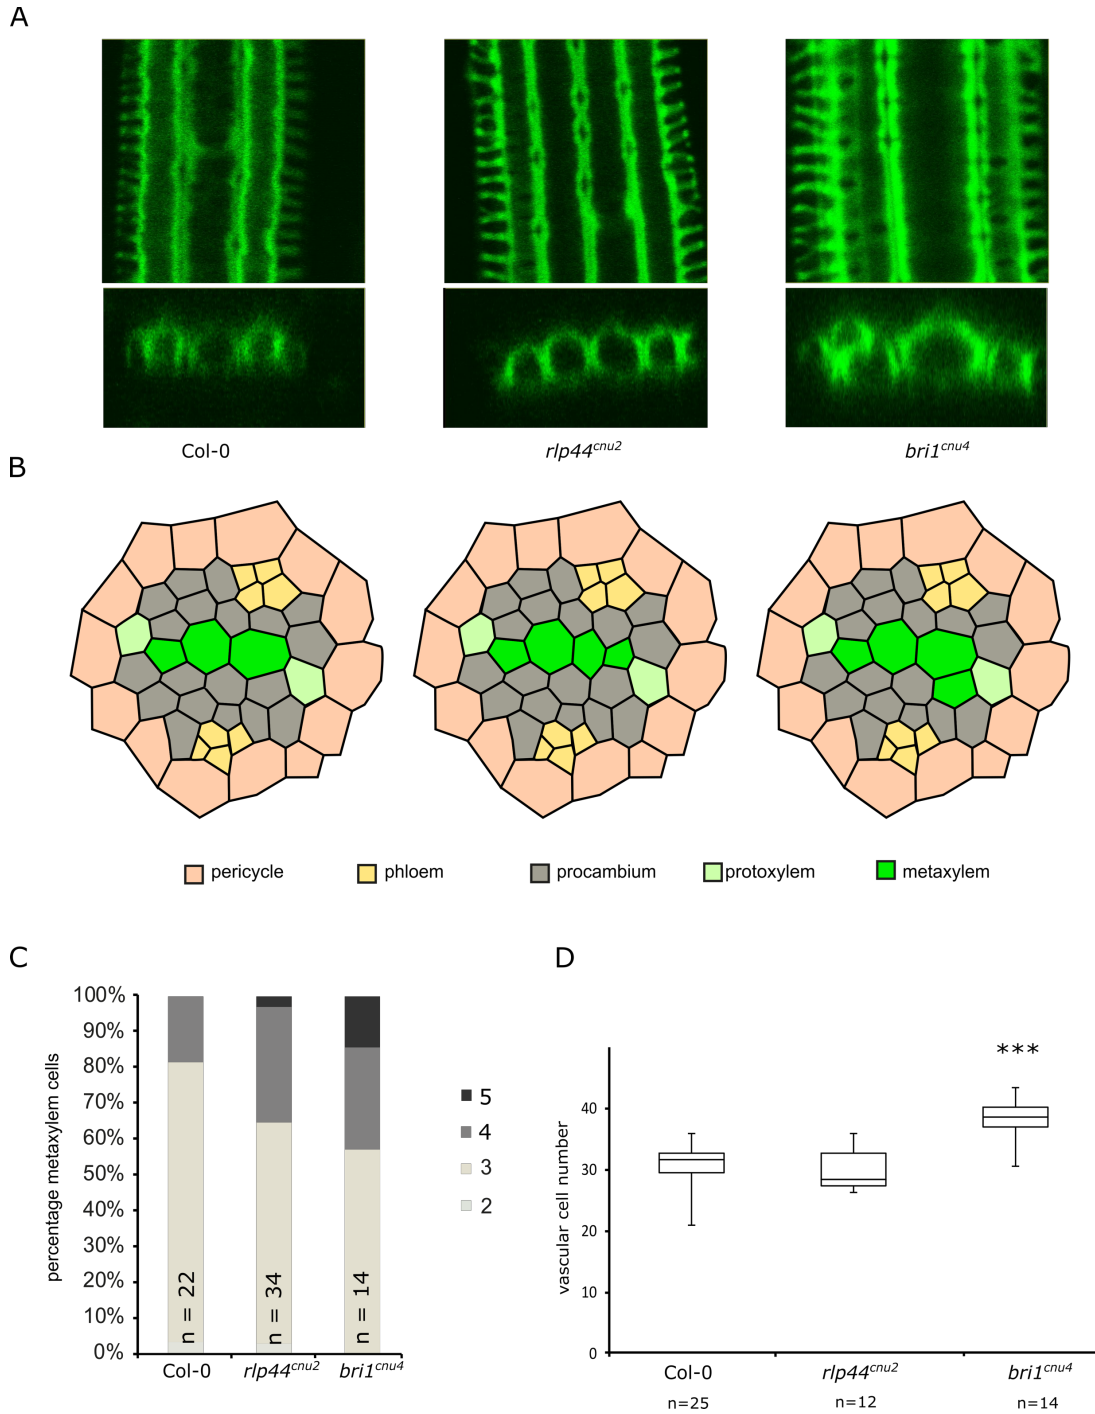 A
Col-0
rlp44cnu2
bri1cnu4
B
pericycle
phloem
procambium
protoxylem
metaxylem
C
percentage metaxylem cells
100%
90%
80%
70%
60%
50%
40%
30%
20%
10%
0%
n = 22
n = 34
n = 14
Col-0
rlp44cnu2
bri1cnu4
5
4
3
2
D
vascular cell number
40
30
20
10
0
***
Col-0
rlp44cnu2
bri1cnu4
n=25
n=12
n=14